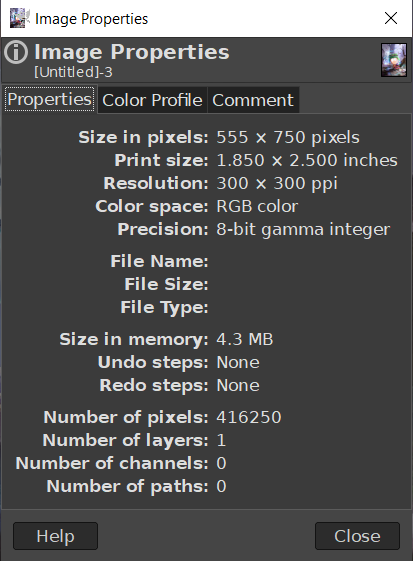 Image Properties
Image Properties
[Untitled]-3
Properties Color Profile Comment
Size in pixels: 555 × 750 pixels
Print size: 1.850 × 2.500 inches
Resolution: 300 × 300 ppi
Color space: RGB color
Precision: 8-bit gamma integer
File Name:
File Size:
File Type:
Size in memory: 4.3 MB
Undo steps: None
Redo steps: None
Number of pixels: 416250
Number of layers: 1
Number of channels: 0
Number of paths: 0
Help Close